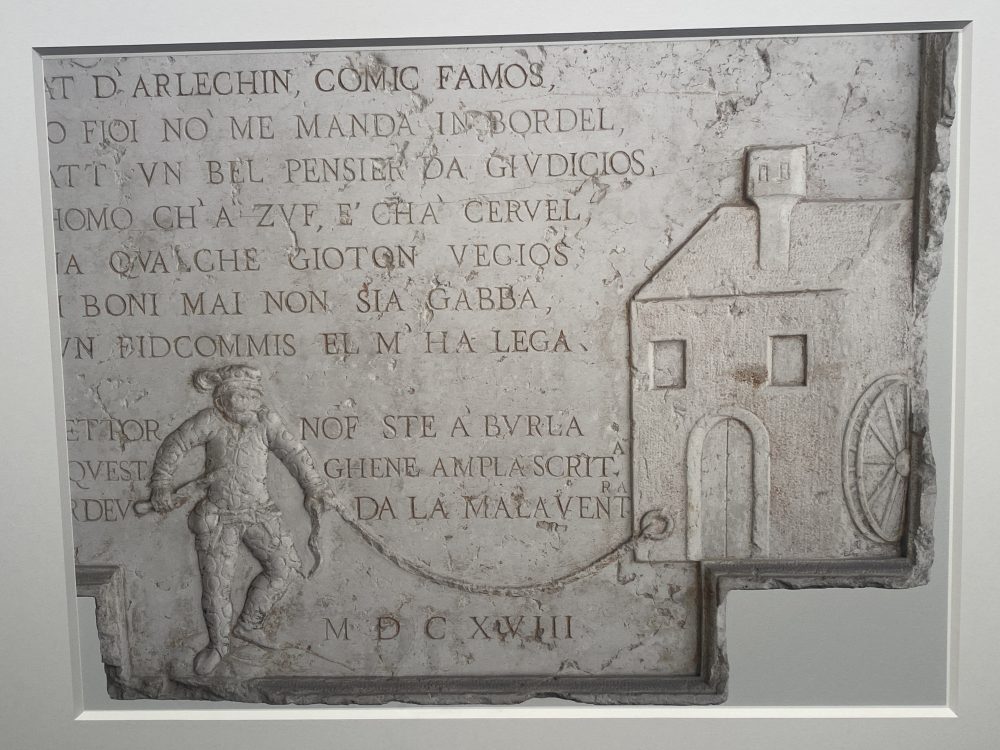 AT D'ARLECHIN, COMIC FAMOS,
O FIOI NO' ME MANDA' IN BORDEL,
ATT VN BEL PENSIER DA GIVDICIOS,
HOMO CH'A' ZVF, E' CHA' CERVEL,
A QVALCHE GIOTON VEGIOS
I BONI MAI NON SIA GABBA,
VN FIDCOMMIS EL M'HA LEGA.
ETTOR NOF STE A' BVRLA
QVEST GHENE AMPLA SCRIT.A
RDEV DA LA MALAVENTRA
M D C XVIII